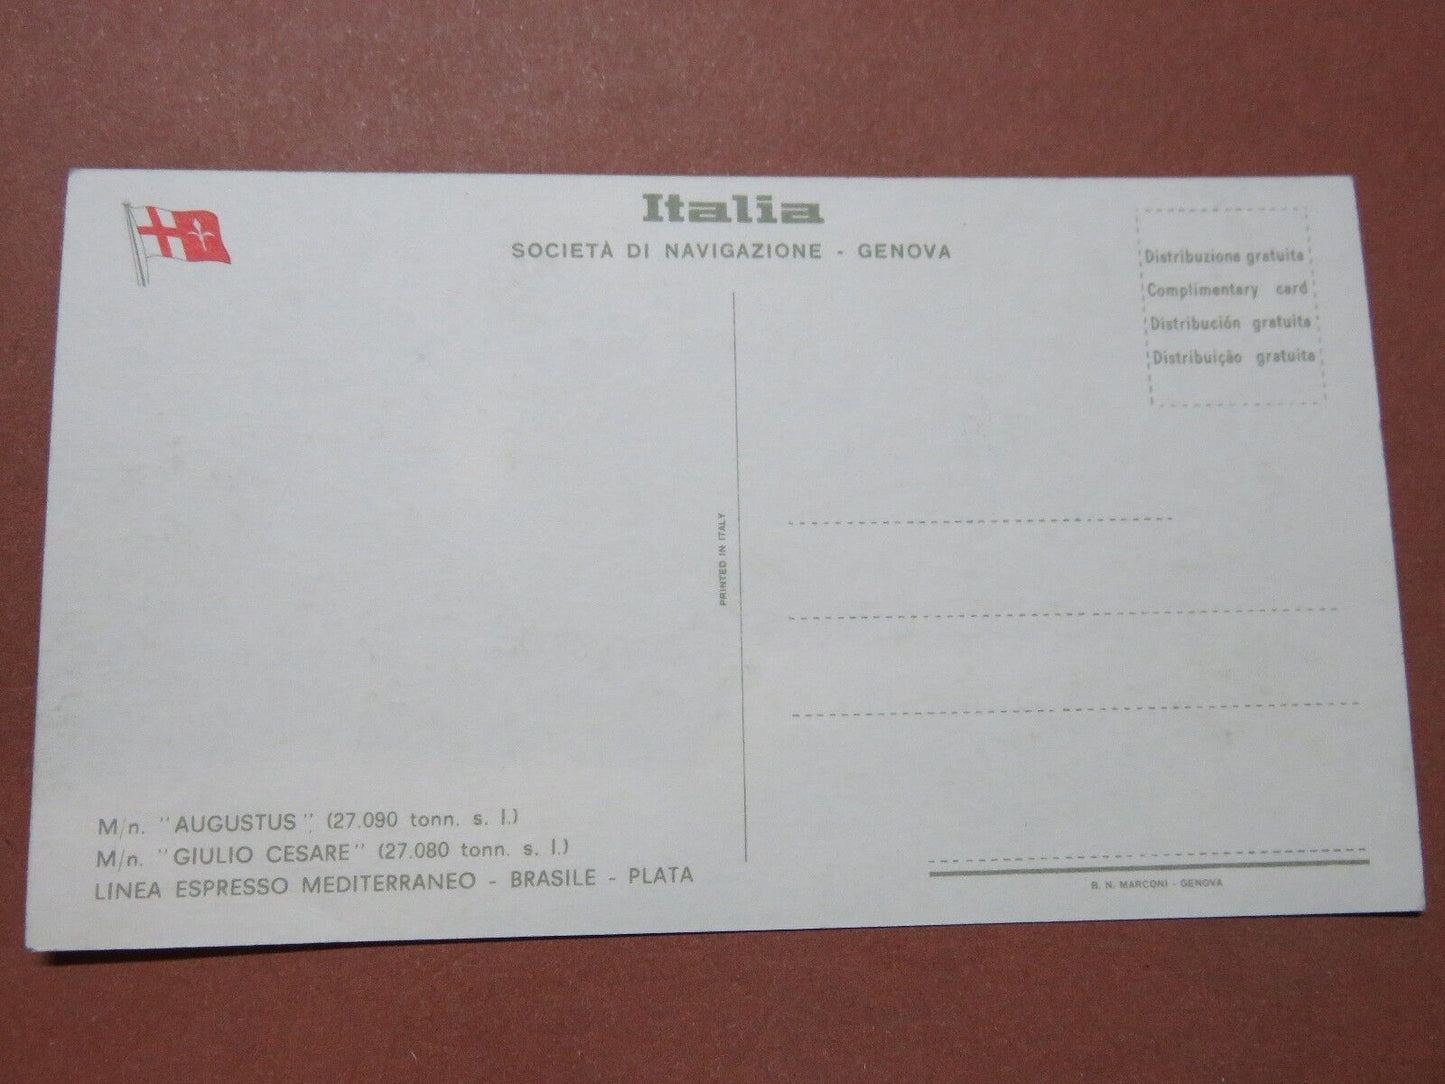 Italia
SOCIETÀ DI NAVIGAZIONE - GENOVA
Distribuzione gratuita
Complimentary card
Distribución gratuita
Distribuição gratuita
PRINTED IN ITALY
M/n. "AUGUSTUS" (27.090 tonn. s. l.)
M/n. "GIULIO CESARE" (27.080 tonn. s. l.)
LINEA ESPRESSO MEDITERRANEO - BRASILE - PLATA
B. N. MARCONI - GENOVA